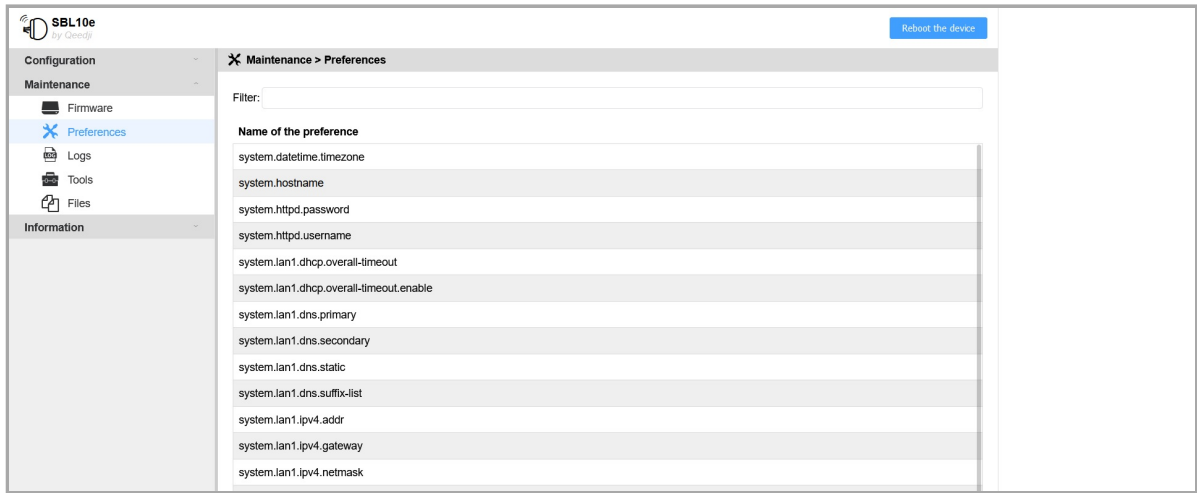 SBL10e
by Qeedji
Reboot the device
Configuration
Maintenance
Firmware
Preferences
LOG
Logs
Tools
Files
Information
Maintenance > Preferences
Filter:
Name of the preference
system.datetime.timezone
system.hostname
system.httpd.password
system.httpd.username
system.lan1.dhcp.overall-timeout
system.lan1.dhcp.overall-timeout.enable
system.lan1.dns.primary
system.lan1.dns.secondary
system.lan1.dns.static
system.lan1.dns.suffix-list
system.lan1.ipv4.addr
system.lan1.ipv4.gateway
system.lan1.ipv4.netmask